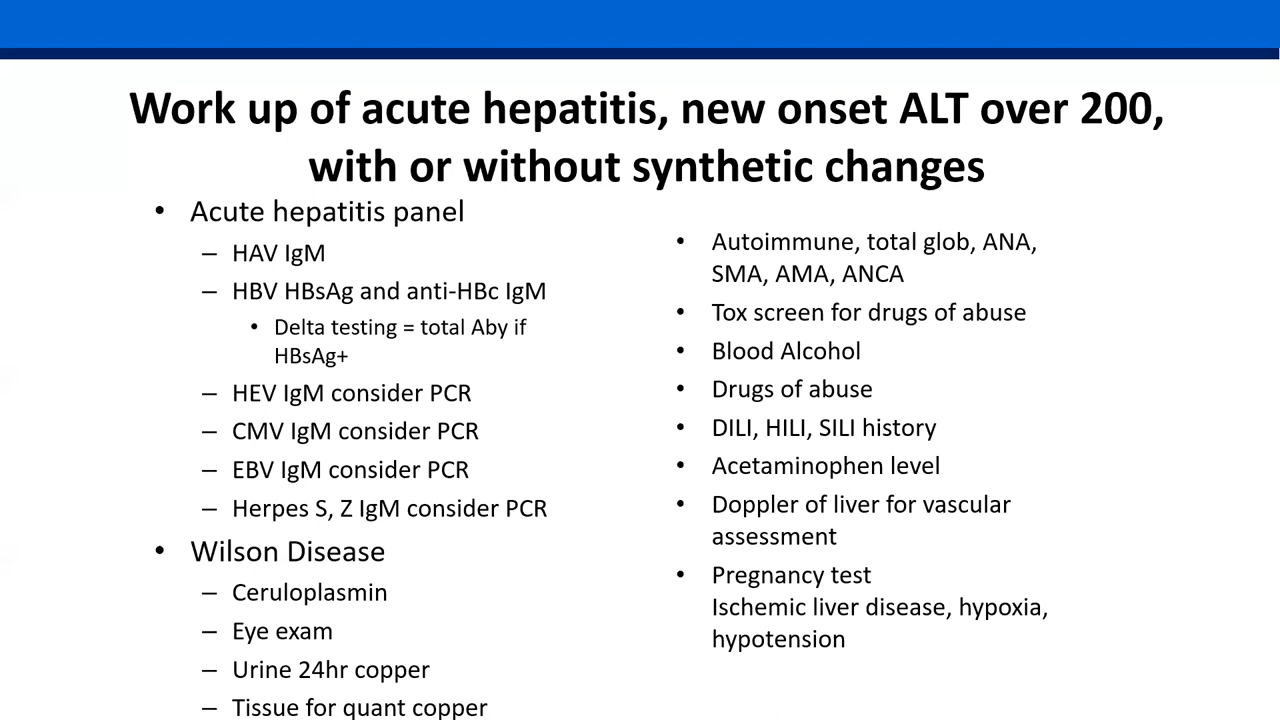 Work up of acute hepatitis, new onset ALT over 200,
with or without synthetic changes
• Acute hepatitis panel
– HAV IgM
– HBV HBsAg and anti-HBc IgM
• Delta testing = total Aby if
HBsAg+
– HEV IgM consider PCR
– CMV IgM consider PCR
– EBV IgM consider PCR
– Herpes S, Z IgM consider PCR
• Wilson Disease
– Ceruloplasmin
– Eye exam
– Urine 24hr copper
– Tissue for quant copper
• Autoimmune, total glob, ANA,
SMA, AMA, ANCA
• Tox screen for drugs of abuse
• Blood Alcohol
• Drugs of abuse
• DILI, HILI, SILI history
• Acetaminophen level
• Doppler of liver for vascular
assessment
• Pregnancy test
Ischemic liver disease, hypoxia,
hypotension